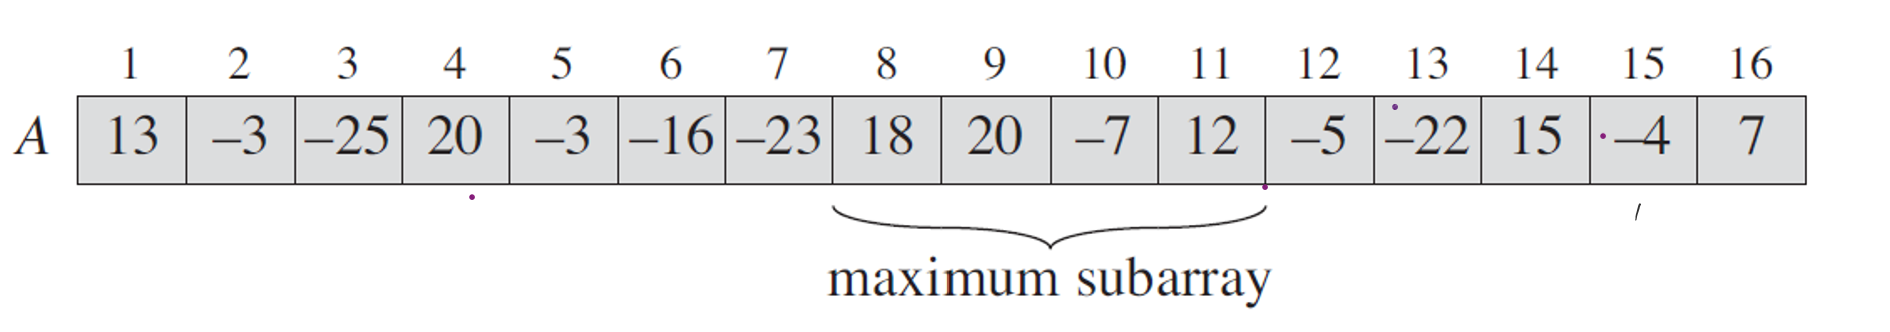 1 2 3 4 5 6 7 8 9 10 11 12 13 14 15 16
A 13 –3 –25 20 –3 –16 –23 18 20 –7 12 –5 –22 15 –4 7
maximum subarray